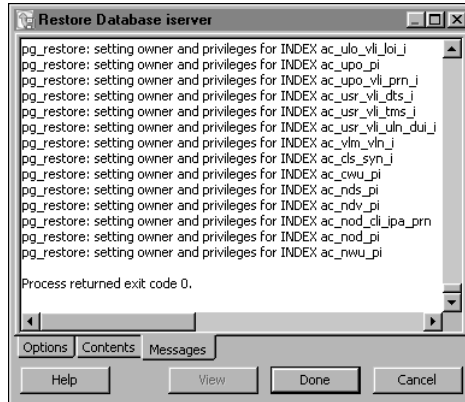 Restore Database iserver
pg_restore: setting owner and privileges for INDEX ac_ulo_vli_loi_i
pg_restore: setting owner and privileges for INDEX ac_upo_pi
pg_restore: setting owner and privileges for INDEX ac_upo_vli_prn_i
pg_restore: setting owner and privileges for INDEX ac_usr_vli_dts_i
pg_restore: setting owner and privileges for INDEX ac_usr_vli_tms_i
pg_restore: setting owner and privileges for INDEX ac_usr_vli_uln_dui_i
pg_restore: setting owner and privileges for INDEX ac_vlm_vln_i
pg_restore: setting owner and privileges for INDEX ac_cls_syn_i
pg_restore: setting owner and privileges for INDEX ac_cwu_pi
pg_restore: setting owner and privileges for INDEX ac_nds_pi
pg_restore: setting owner and privileges for INDEX ac_ndv_pi
pg_restore: setting owner and privileges for INDEX ac_nod_cli_ipa_prn
pg_restore: setting owner and privileges for INDEX ac_nod_pi
pg_restore: setting owner and privileges for INDEX ac_nwu_pi
Process returned exit code 0.
Options Contents Messages
Help View Done Cancel